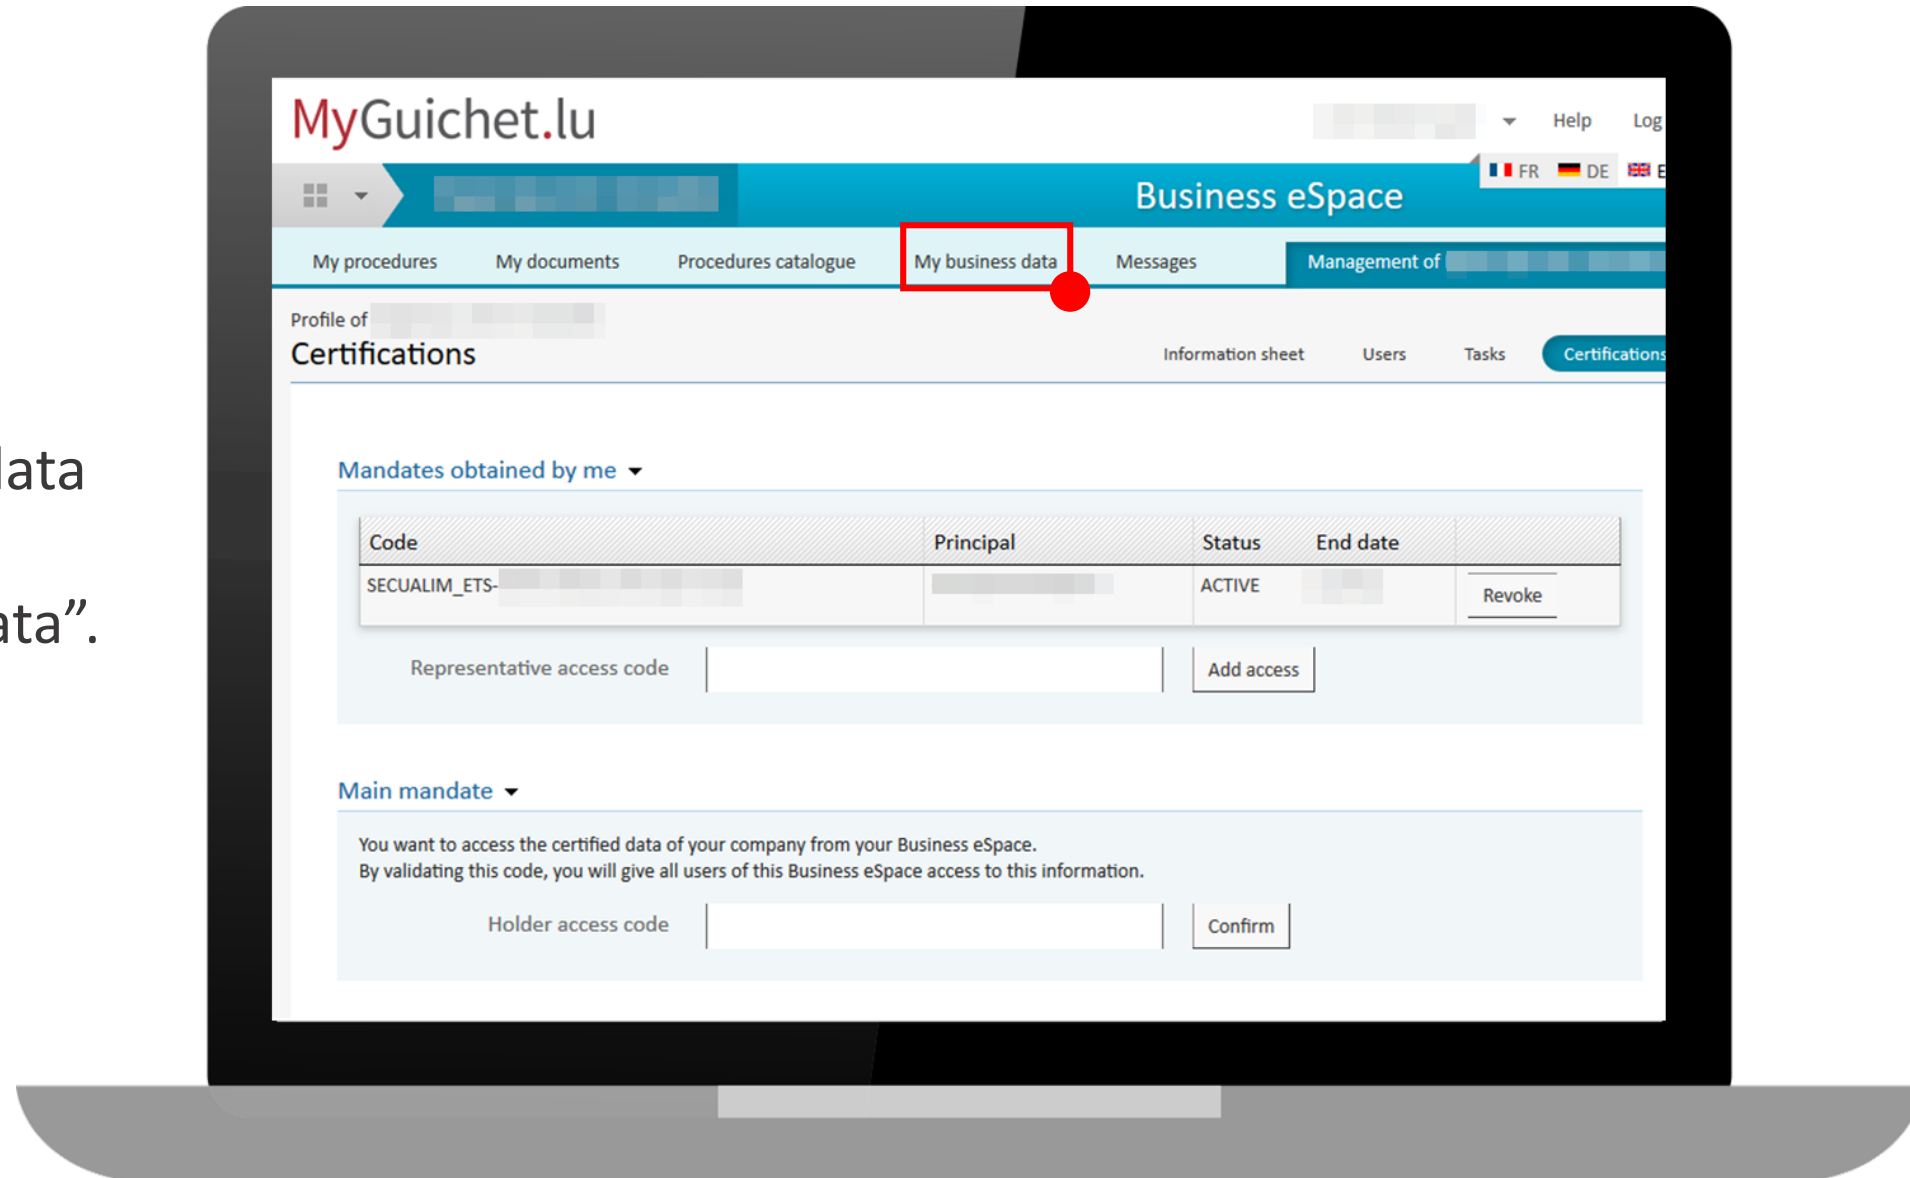 MyGuichet.lu
Help Log
FR DE E
Business eSpace
My procedures My documents Procedures catalogue My business data Messages Management of
Profile of
Certifications
Information sheet Users Tasks Certifications
data
ata”.
Mandates obtained by me
Code Principal Status End date
SECUALIM_ETS- ACTIVE Revoke
Representative access code Add access
Main mandate
You want to access the certified data of your company from your Business eSpace.
By validating this code, you will give all users of this Business eSpace access to this information.
Holder access code Confirm